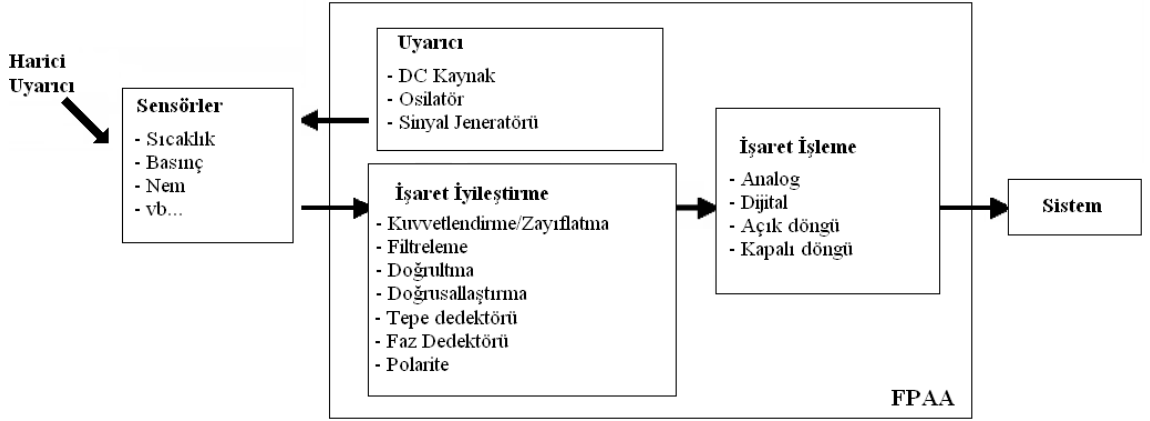 Harici
Uyarıcı
Sensörler
- Sıcaklık
- Basınç
- Nem
- vb...
Uyarıcı
- DC Kaynak
- Osilatör
- Sinyal Jeneratörü
İşaret İyileştirme
- Kuvvetlendirme/Zayıflatma
- Filtreleme
- Doğrultma
- Doğrusallaştırma
- Tepe dedektörü
- Faz Dedektörü
- Polarite
İşaret İşleme
- Analog
- Dijital
- Açık döngü
- Kapalı döngü
Sistem
FPAA